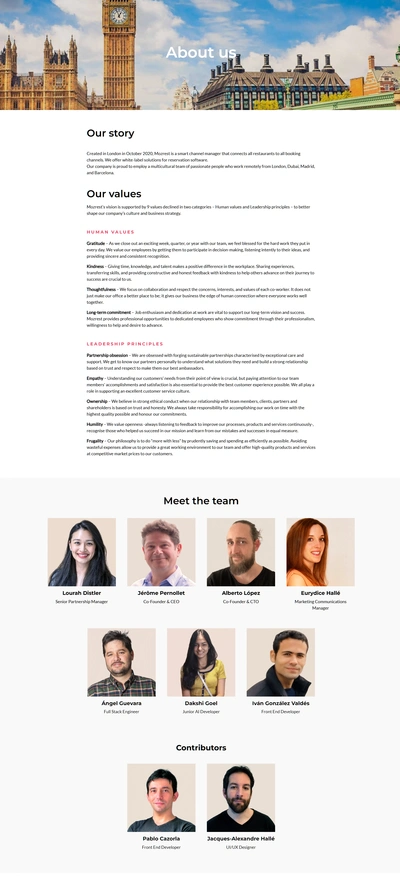 About us
Our story
Created in London in October 2020, Mozrest is a smart channel manager that connects all restaurants to all booking
channels. We offer white-label solutions for reservation software.
Our company is proud to employ a multicultural team of passionate people who work remotely from London, Dubai, Madrid,
and Barcelona.
Our values
Mozrest's vision is supported by 9 values declined in two categories – Human values and Leadership principles – to better
shape our company's culture and business strategy.
HUMAN VALUES
Gratitude – As we close out an exciting week, quarter, or year with our team, we feel blessed for the hard work they put in
every day. We value our employees by getting them to participate in decision making, listening intently to their ideas, and
providing sincere and consistent recognition.
Kindness – Giving time, knowledge, and talent makes a positive difference in the workplace. Sharing experiences,
transferring skills, and providing constructive and honest feedback with kindness to help others advance on their journey to
success are crucial to us.
Thoughtfulness – We focus on collaboration and respect the concerns, interests, and values of each co-worker. It does not
just make our office a better place to be, it gives our business the edge of human connection where everyone works well
together.
Long-term commitment – Job enthusiasm and dedication at work are vital to support our long-term vision and success.
Mozrest provides professional opportunities to dedicated employees who show commitment through their professionalism,
willingness to help and desire to advance.
LEADERSHIP PRINCIPLES
Partnership obsession – We are obsessed with forging sustainable partnerships characterised by exceptional care and
support. We get to know our partners personally to understand what solutions they need and build a strong relationship
based on trust and respect to make them our best ambassadors.
Empathy – Understanding our customers' needs from their point of view is crucial, but paying attention to our team
members' accomplishments and satisfaction is also essential to provide the best customer experience possible. We all play a
role in supporting an excellent customer service culture.
Ownership – We believe in strong ethical conduct when our relationship with team members, clients, partners and
shareholders is based on trust and honesty. We always take responsibility for accomplishing our work on time with the
highest quality possible and honour our commitments.
Humility – We value openness - always listening to feedback to improve our processes, products and services continuously-,
recognise those who helped us succeed in our mission and learn from our mistakes and successes in equal measure.
Frugality – Our philosophy is to do "more with less" by prudently saving and spending as efficiently as possible. Avoiding
wasteful expenses allow us to provide a great working environment to our team and offer high-quality products and services
at competitive market prices to our customers.
Meet the team
Lourah Distler
Senior Partnership Manager
Jérôme Pernollet
Co-Founder & CEO
Alberto López
Co-Founder & CTO
Eurydice Hallé
Marketing Communications
Manager
Ángel Guevara
Full Stack Engineer
Dakshi Goel
Junior AI Developer
Iván González Valdés
Front End Developer
Contributors
Pablo Cazorla
Front End Developer
Jacques-Alexandre Hallé
UI/UX Designer